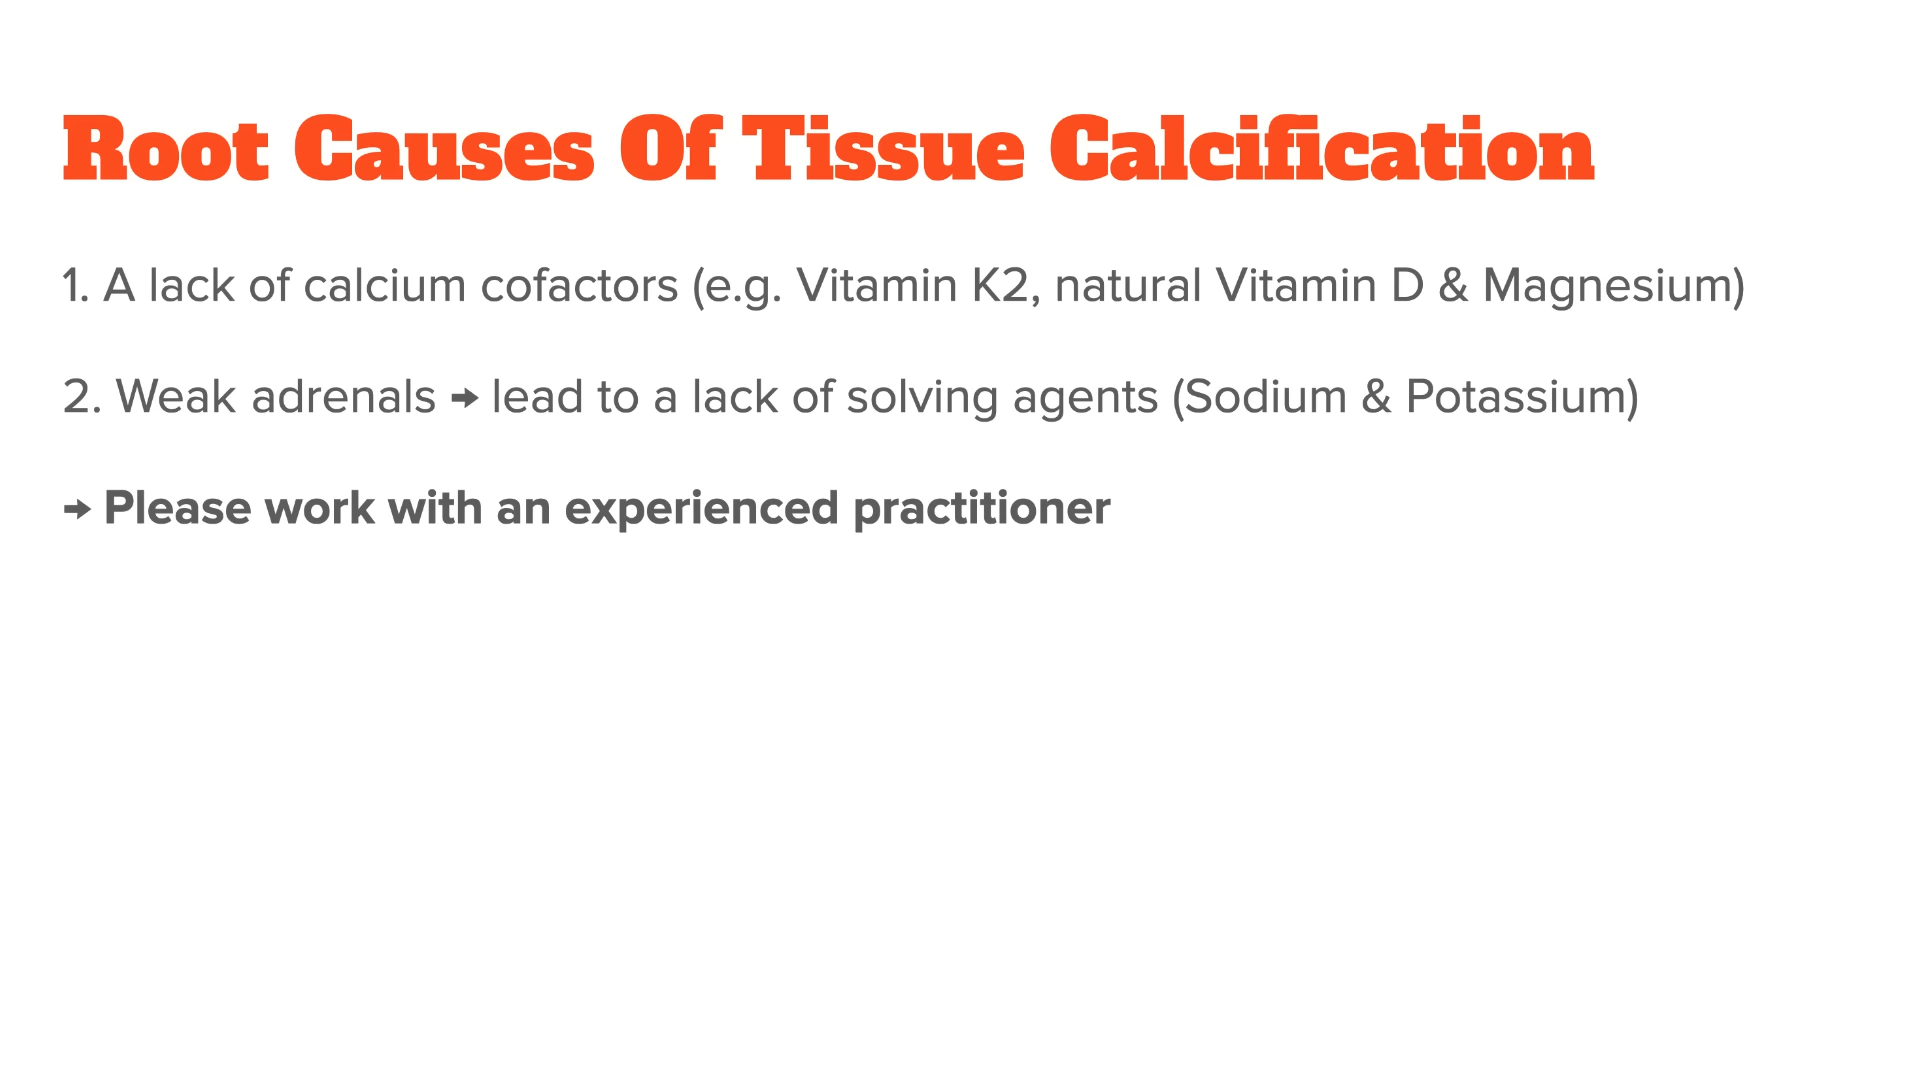 Root Causes Of Tissue Calcification
1. A lack of calcium cofactors (e.g. Vitamin K2, natural Vitamin D & Magnesium)
2. Weak adrenals → lead to a lack of solving agents (Sodium & Potassium)
→ Please work with an experienced practitioner